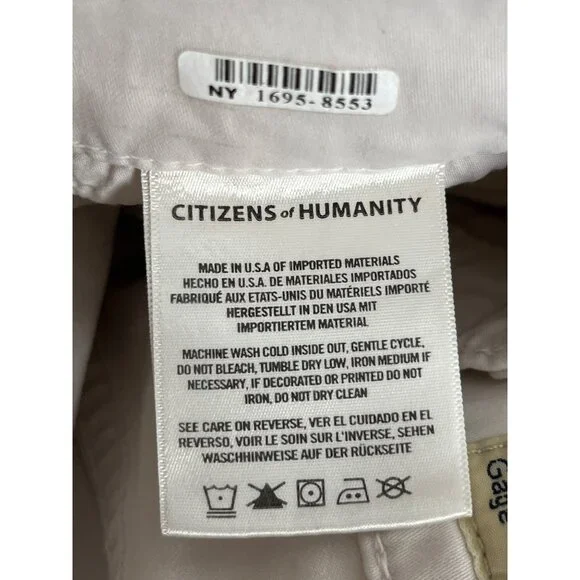 NY 1695-8553
CITIZENS of HUMANITY
MADE IN U.S.A OF IMPORTED MATERIALS
HECHO EN U.S.A. DE MATERIALES IMPORTADOS
FABRIQUÉ AUX ETATS-UNIS DU MATÉRIELS IMPORTÉ
HERGESTELLT IN DEN USA MIT
IMPORTIERTEM MATERIAL
MACHINE WASH COLD INSIDE OUT, GENTLE CYCLE,
DO NOT BLEACH, TUMBLE DRY LOW, IRON MEDIUM IF
NECESSARY, IF DECORATED OR PRINTED DO NOT
IRON, DO NOT DRY CLEAN
SEE CARE ON REVERSE, VER EL CUIDADO EN EL
REVERSO, VOIR LE SOIN SUR L'INVERSE, SEHEN
WASCHHINWEISE AUF DER RÜCKSEITE
Gage